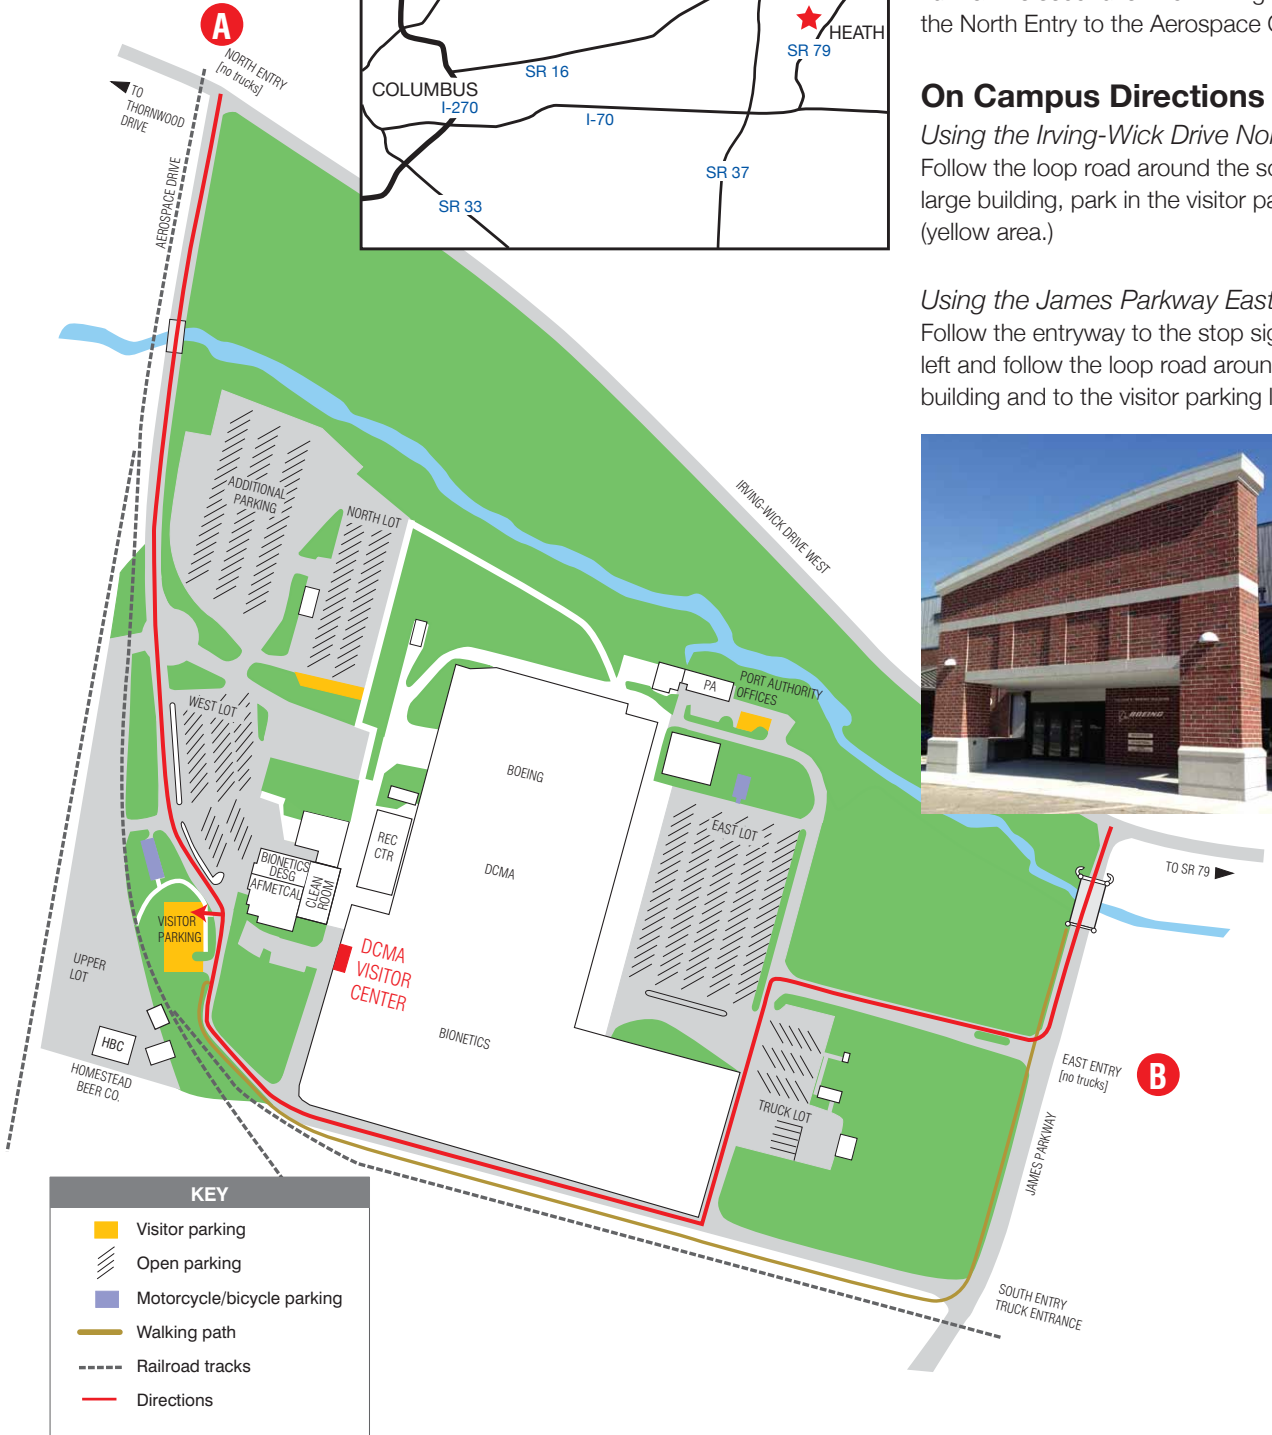 A
NORTH ENTRY
[no trucks]
TO
THORNWOOD
DRIVE
AEROSPACE DRIVE
HEATH
SR 79
SR 16
COLUMBUS
I-270
I-70
SR 37
SR 33
the North Entry to the Aerospace
On Campus Directions
Using the Irving-Wick Drive
Follow the loop road around the
large building, park in the visitor
(yellow area.)
Using the James Parkway East
Follow the entryway to the stop
left and follow the loop road
building and to the visitor parking
ADDITIONAL
PARKING
NORTH LOT
IRVING-WICK DRIVE WEST
WEST LOT
PA
PORT AUTHORITY
OFFICES
BOEING
BOEING
EAST LOT
REC
CTR
DCMA
BIONETICS
DESG
AFMETCAL
CLEAN
ROOM
TO SR 79
VISITOR
PARKING
DCMA
VISITOR
CENTER
UPPER
LOT
BIONETICS
HBC
HOMESTEAD
BEER CO.
TRUCK LOT
EAST ENTRY
[no trucks]
B
JAMES PARKWAY
SOUTH ENTRY
TRUCK ENTRANCE
KEY
Visitor parking
Open parking
Motorcycle/bicycle parking
Walking path
Railroad tracks
Directions